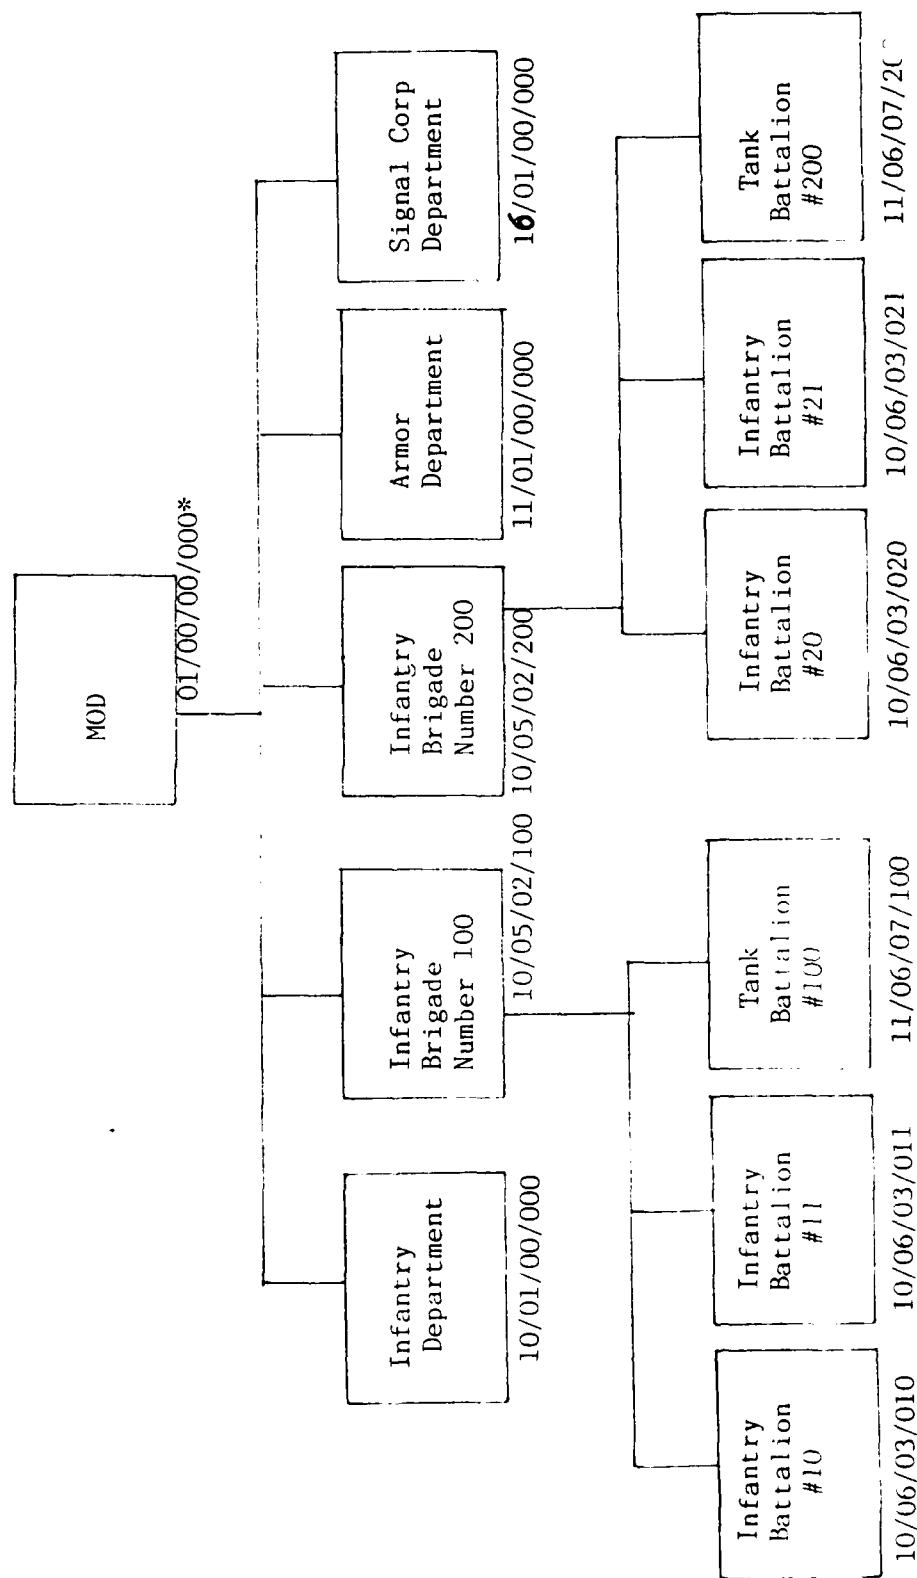 MOD
01/00/00/000*
Infantry
Department
10/01/00/000
Infantry
Brigade
Number 100
10/05/02/100
Infantry
Brigade
Number 200
10/05/02/200
Armor
Department
11/01/00/000
Signal Corp
Department
16/01/00/000
Infantry
Battalion
#10
10/06/03/010
Infantry
Battalion
#11
10/06/03/011
Tank
Battalion
#100
11/06/07/100
Infantry
Battalion
#20
10/06/03/020
Infantry
Battalion
#21
10/06/03/021
Tank
Battalion
#200
11/06/07/20